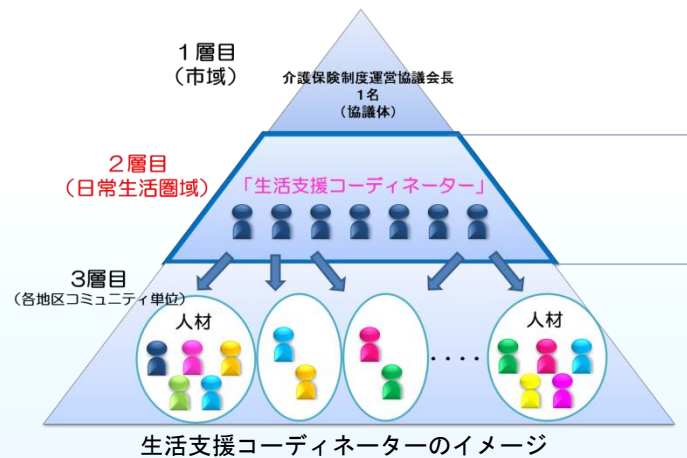 1層目
（市域）
介護保険制度運営協議会長
1名
（協議体）
2層目
（日常生活圏域）
「生活支援コーディネーター」
3層目
（各地区コミュニティ単位）
人材
人材
・・・・
生活支援コーディネーターのイメージ